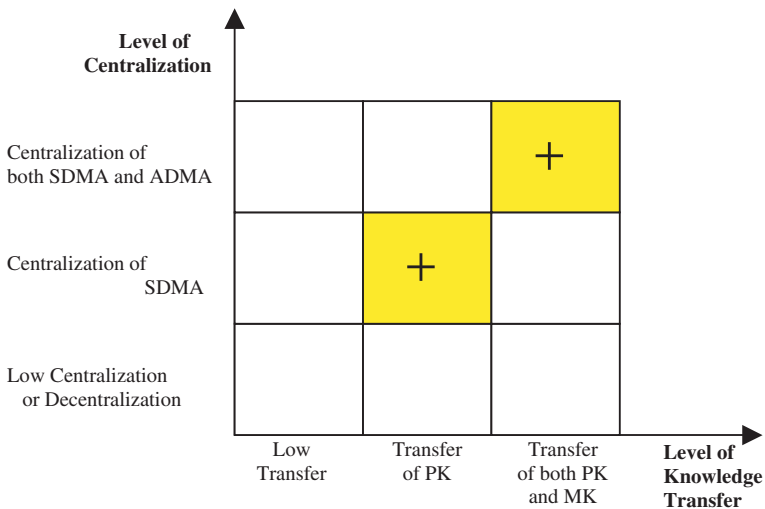 Level of
Centralization
Centralization of
both SDMA and ADMA
+
Centralization of
SDMA
+
Low Centralization
or Decentralization
Low
Transfer
Transfer
of PK
Transfer
of both PK
and MK
Level of
Knowledge
Transfer